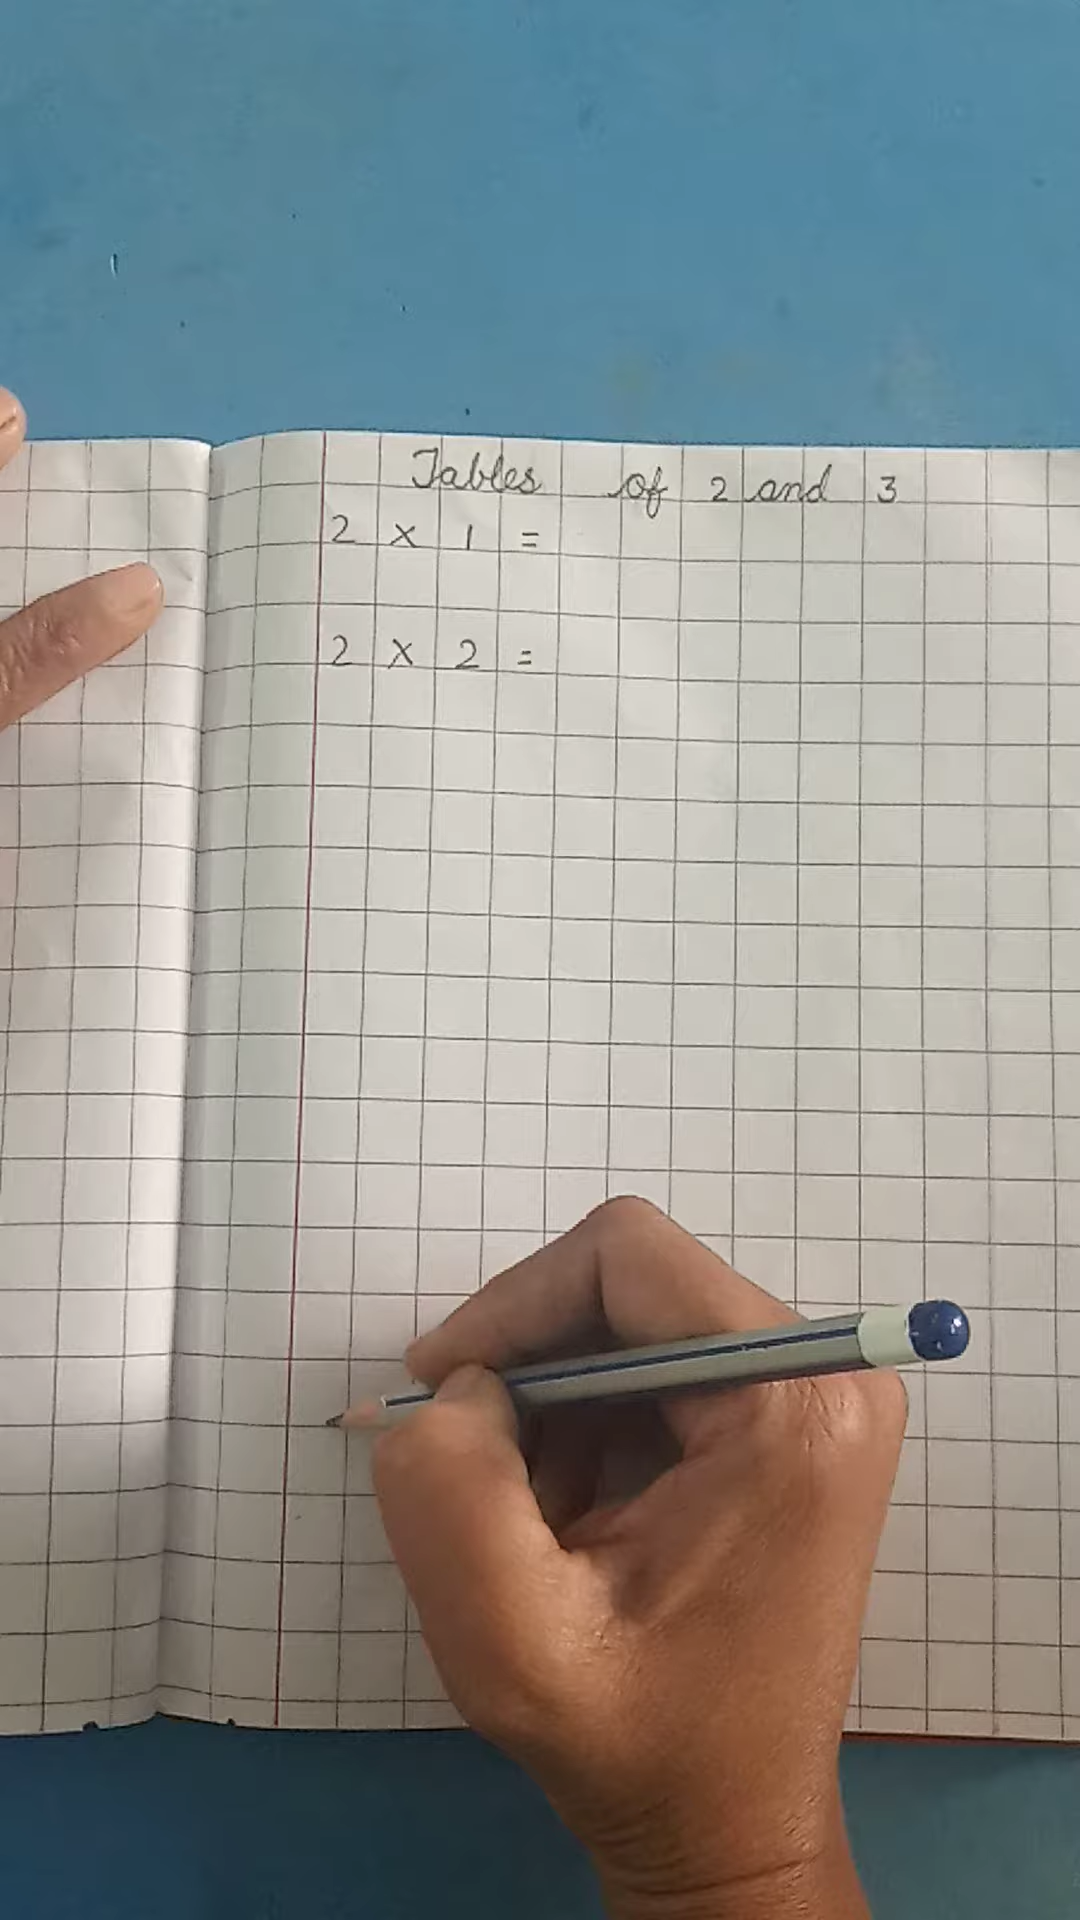 Tables of 2 and 3
2 × 1 =
2 × 2 =